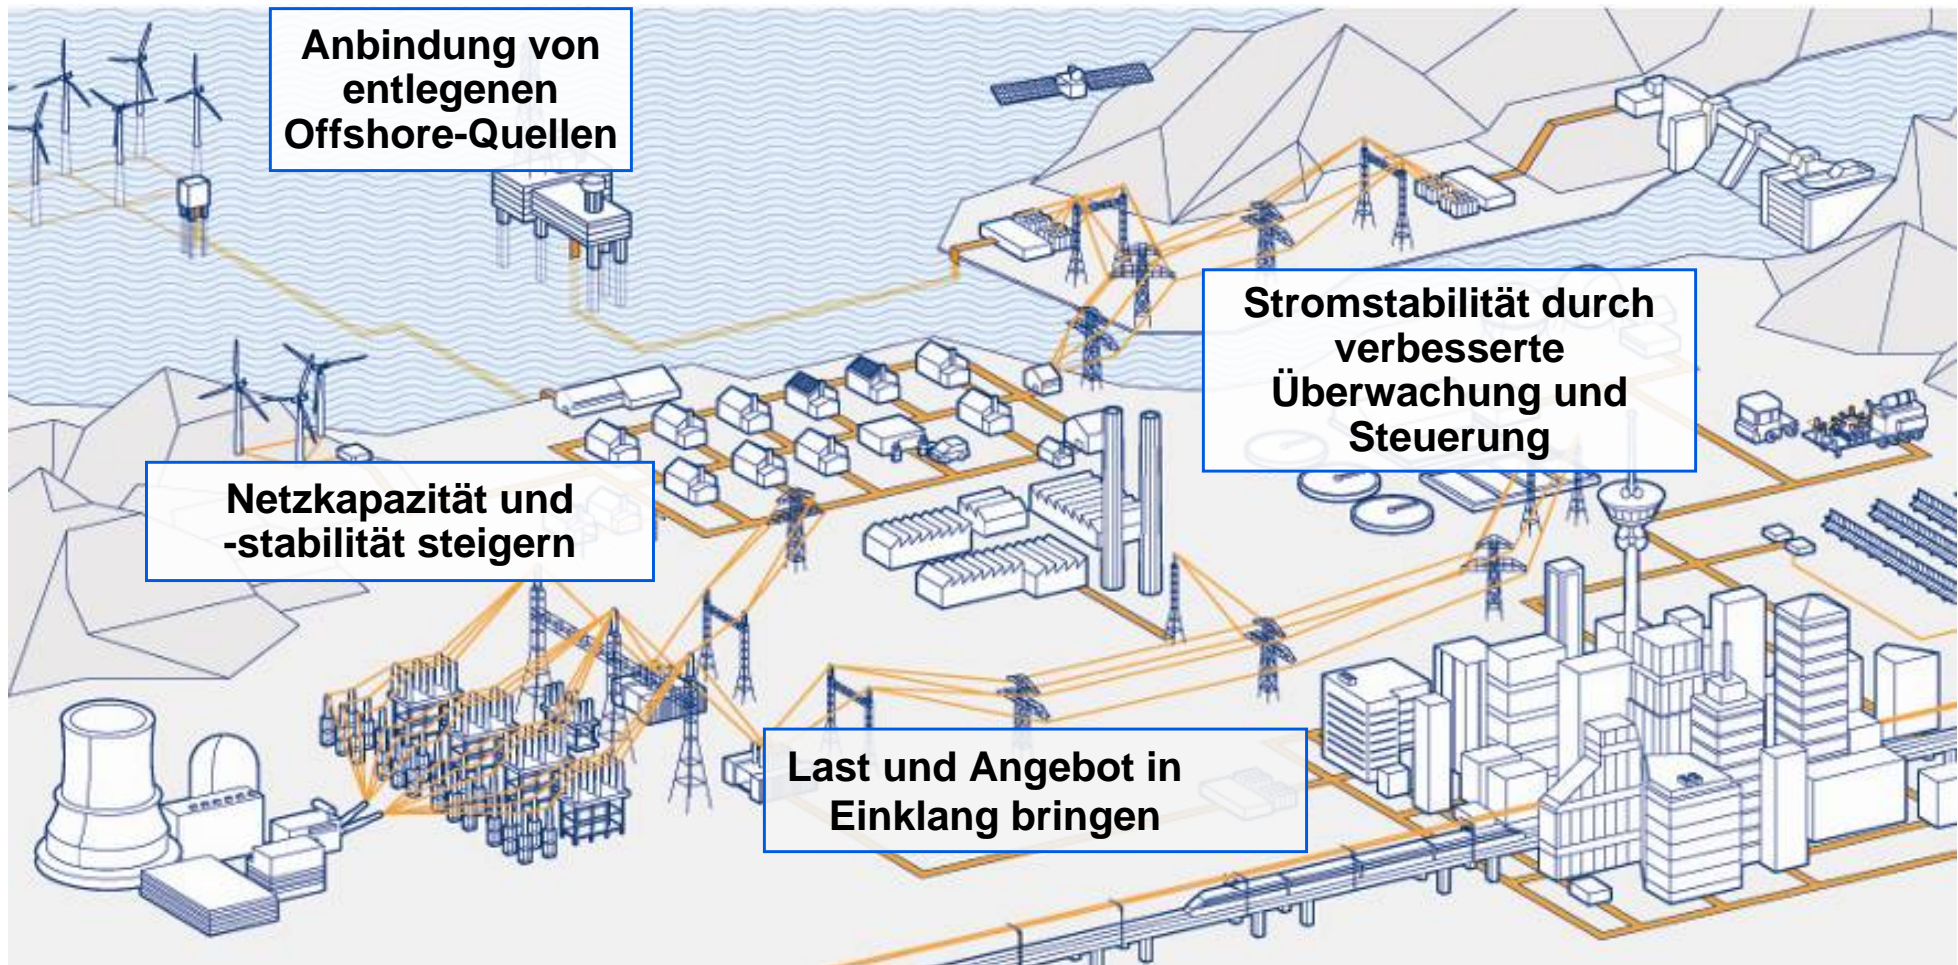 Anbindung von
entlegenen
Offshore-Quellen
Stromstabilität durch
verbesserte
Überwachung und
Steuerung
Netzkapazität und
-stabilität steigern
Last und Angebot in
Einklang bringen